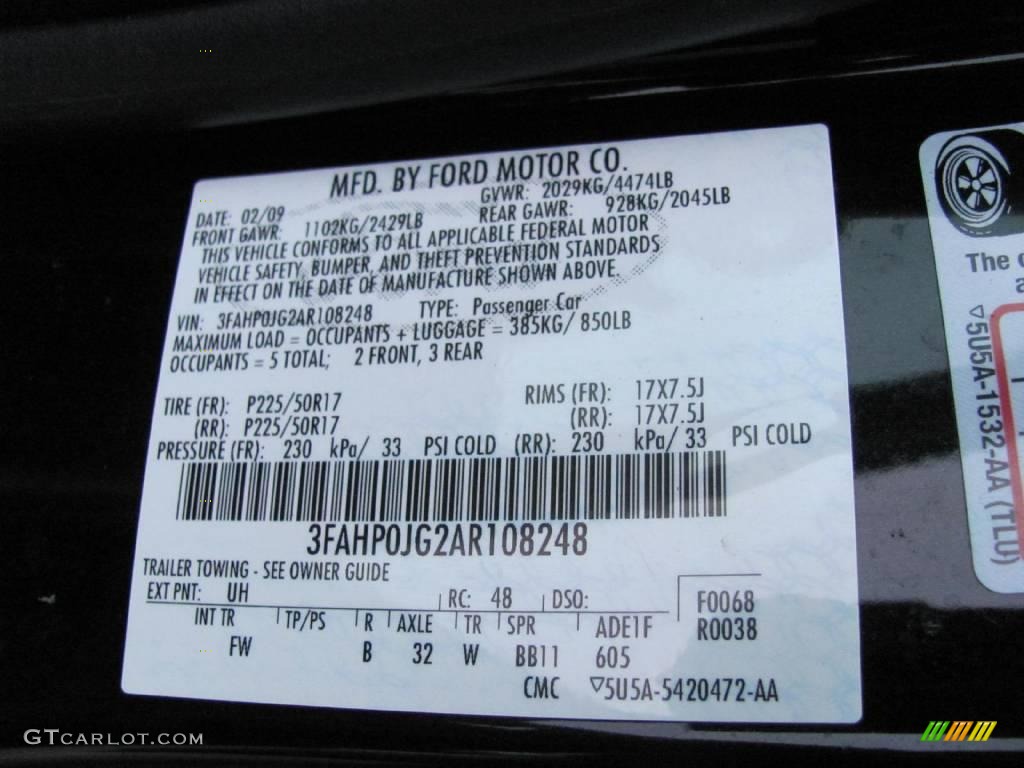 MFD. BY FORD MOTOR CO.
DATE: 02/09 GVWR: 2029KG/4474LB
FRONT GAWR: 1102KG/2429LB REAR GAWR: 928KG/2045LB
THIS VEHICLE CONFORMS TO ALL APPLICABLE FEDERAL MOTOR
VEHICLE SAFETY, BUMPER, AND THEFT PREVENTION STANDARDS
IN EFFECT ON THE DATE OF MANUFACTURE SHOWN ABOVE.
VIN: 3FAHP0JG2AR108248 TYPE: Passenger Car
MAXIMUM LOAD = OCCUPANTS + LUGGAGE = 385KG/ 850LB
OCCUPANTS = 5 TOTAL; 2 FRONT, 3 REAR
TIRE (FR): P225/50R17 RIMS (FR): 17X7.5J
(RR): P225/50R17 (RR): 17X7.5J
PRESSURE (FR): 230 kPa/ 33 PSI COLD (RR): 230 kPa/ 33 PSI COLD
3FAHP0JG2AR108248
TRAILER TOWING - SEE OWNER GUIDE
EXT PNT: UH RC: 48 DSO: F0068
INT TR TP/PS R AXLE TR SPR ADE1F R0038
FW B 32 W BB11 605
CMC ▽5U5A-5420472-AA
The
▽5U5A-1532-AA (TLU)
GTCARLOT.COM